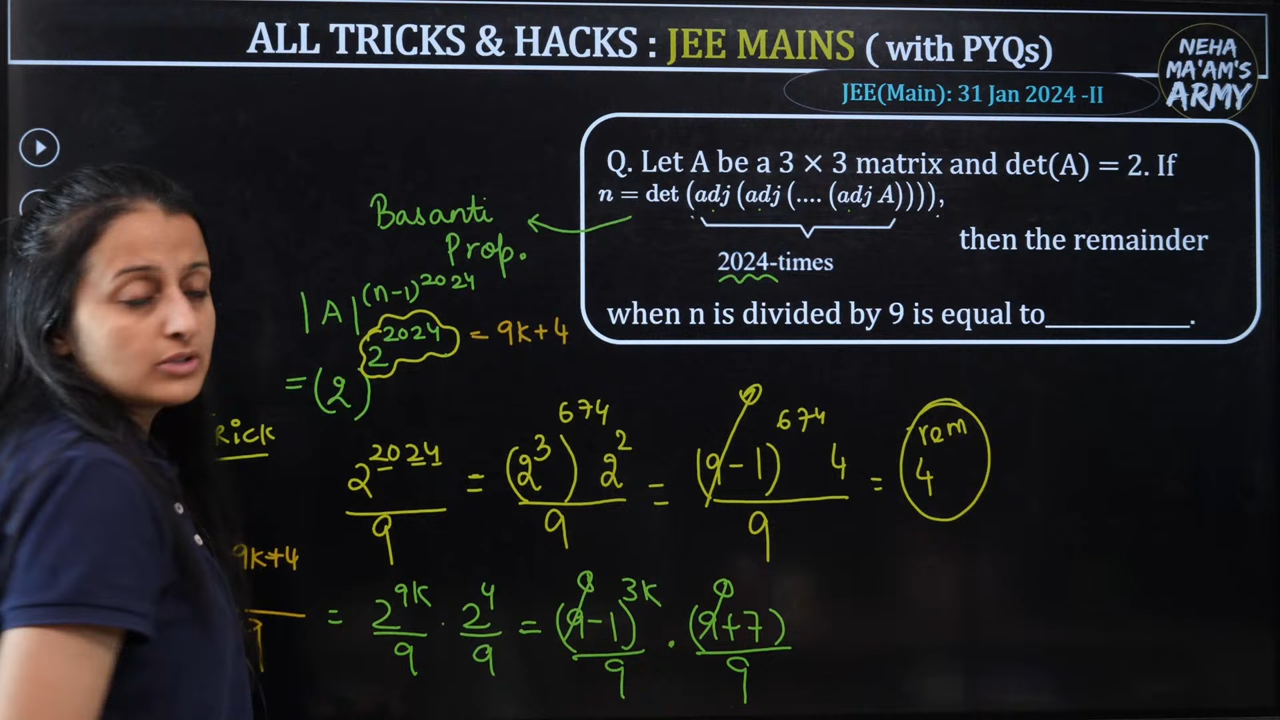 ALL TRICKS & HACKS : JEE MAINS ( with PYQs)
NEHA
MA'AM'S
ARMY
JEE(Main): 31 Jan 2024 -II
Q. Let A be a 3 × 3 matrix and det(A) = 2. If
n = det (adj (adj (.... (adj A)))),
2024-times
then the remainder
when n is divided by 9 is equal to__________.
Basanti
Prop.
|A|^(n-1)^2024
= (2)^2^2024 = 9k+4
Rick
2^2024/9 = (2^3)^674 2^2/9 = (9-1)^674 4/9 = rem 4
9k+4
9
= 2^9k/9 . 2^4/9 = (9-1)^3k/9 . (9+7)/9